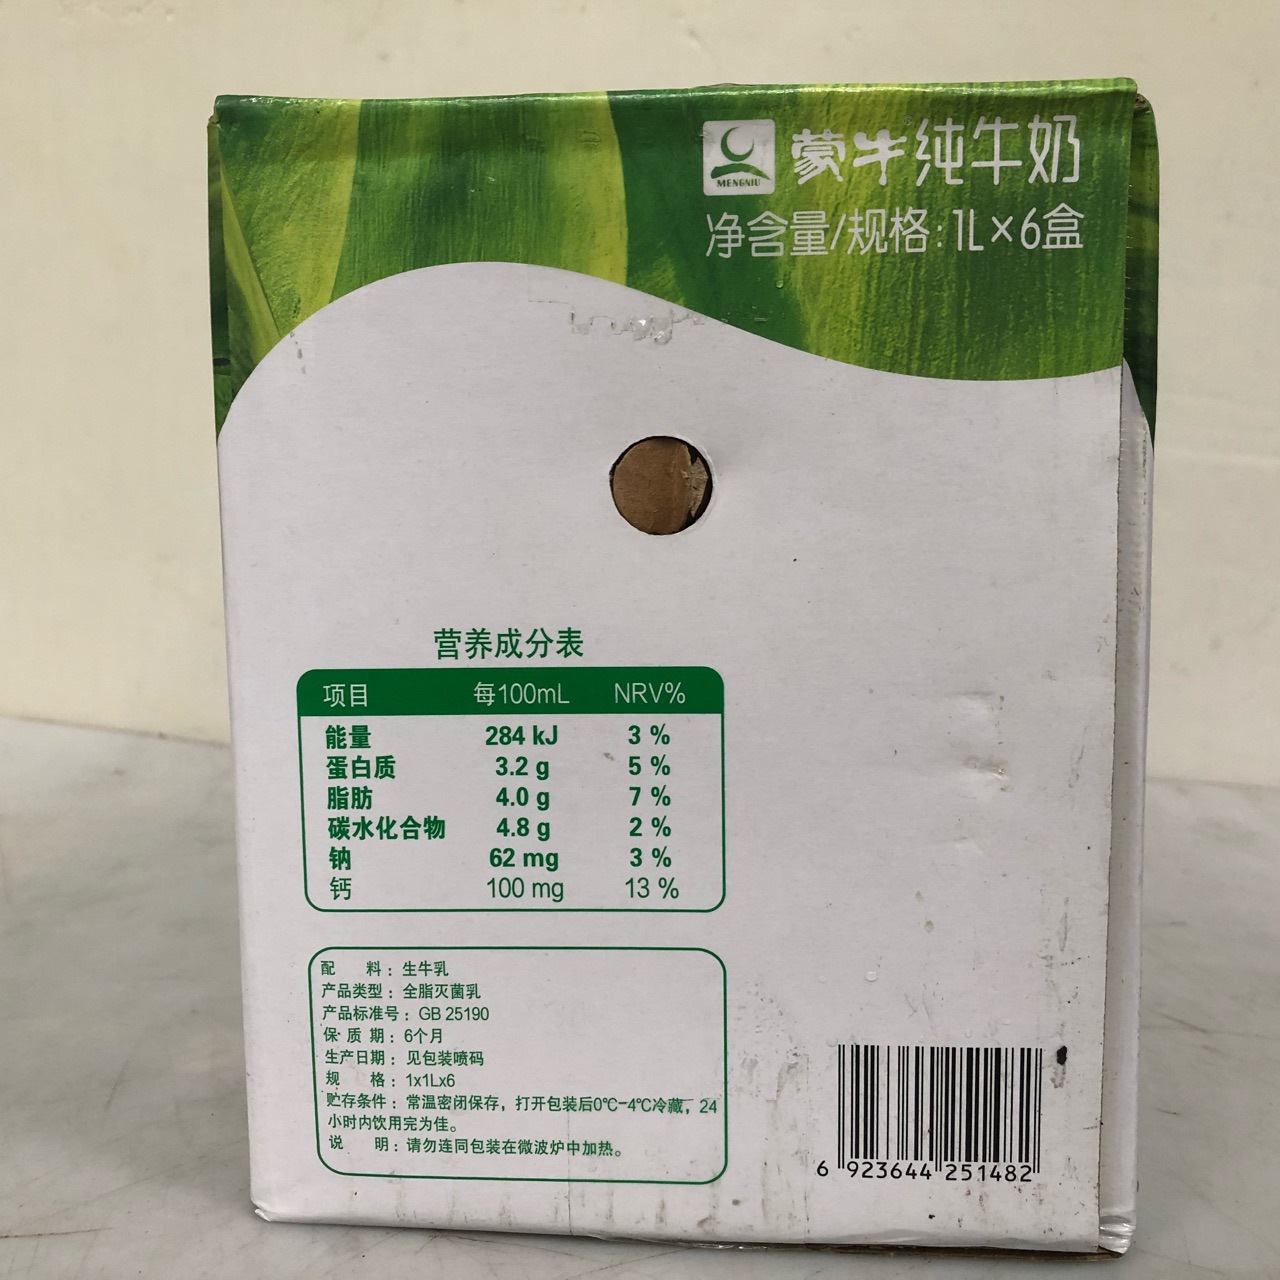 MENGNIU
蒙牛®纯牛奶
净含量/规格:1L×6盒
营养成分表
项目 每100mL NRV%
能量 284 kJ 3 %
蛋白质 3.2 g 5 %
脂肪 4.0 g 7 %
碳水化合物 4.8 g 2 %
钠 62 mg 3 %
钙 100 mg 13 %
配 料：生牛乳
产品类型：全脂灭菌乳
产品标准号：GB 25190
保 质 期：6个月
生产日期：见包装喷码
规 格：1x1Lx6
贮存条件：常温密闭保存，打开包装后0℃-4℃冷藏，24
小时内饮用完为佳。
说 明：请勿连同包装在微波炉中加热。
6 923644 251482